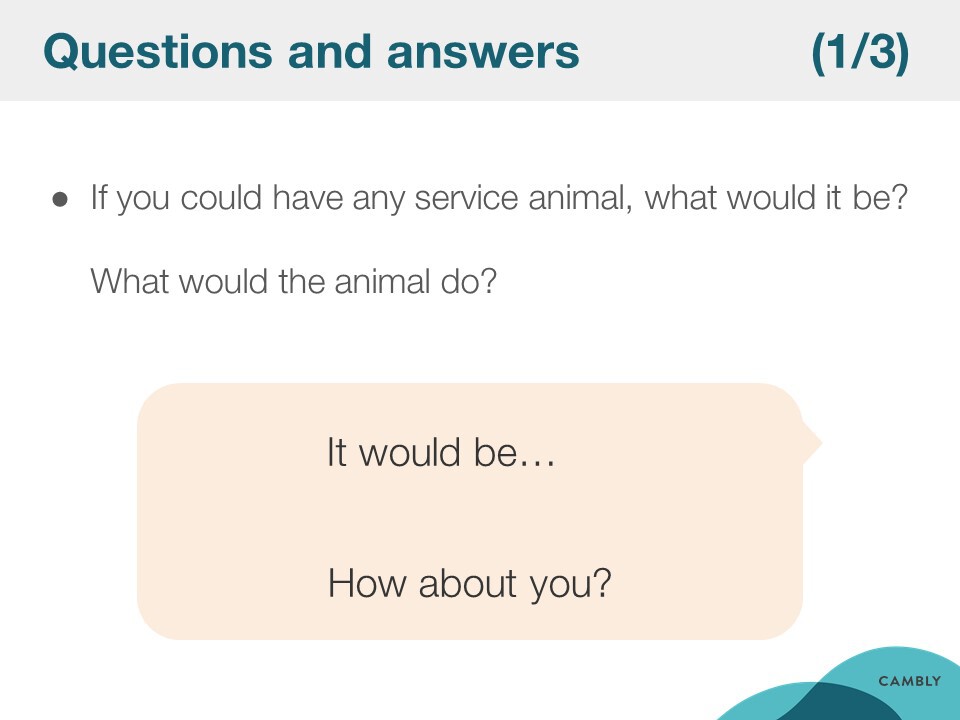 Questions and answers (1/3)
● If you could have any service animal, what would it be?
What would the animal do?
It would be…
How about you?
CAMBLY